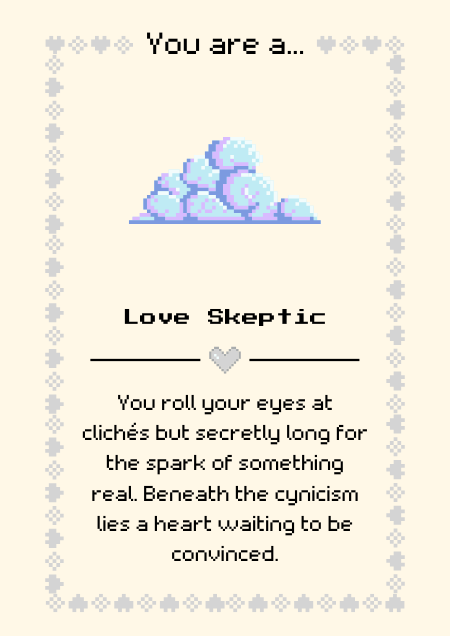 You are a...
Love Skeptic
You roll your eyes at
clichés but secretly long for
the spark of something
real. Beneath the cynicism
lies a heart waiting to be
convinced.